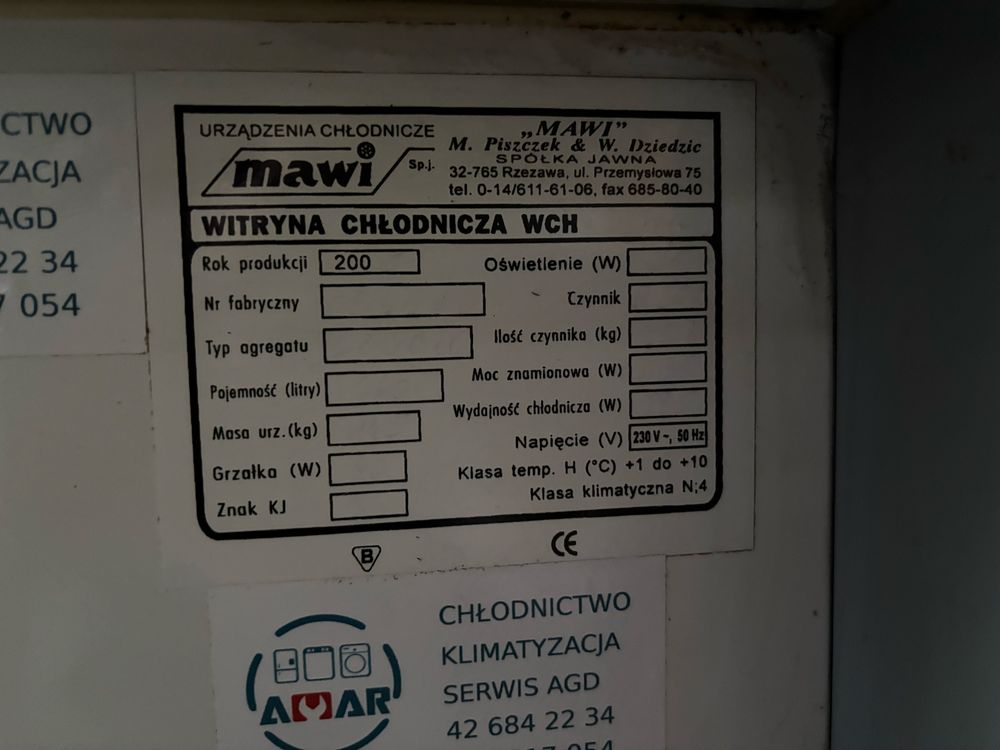 CTWO
ZACJA
AGD
22 34
7 054
URZĄDZENIA CHŁODNICZE
mawi Sp.j.
„MAWI”
M. Piszczek & W. Dziedzic
SPÓŁKA JAWNA
32-765 Rzezawa, ul. Przemysłowa 75
tel. 0-14/611-61-06, fax 685-80-40
WITRYNA CHŁODNICZA WCH
Rok produkcji 200
Nr fabryczny
Typ agregatu
Pojemność (litry)
Masa urz.(kg)
Grzałka (W)
Znak KJ
Oświetlenie (W)
Czynnik
Ilość czynnika (kg)
Moc znamionowa (W)
Wydajność chłodnicza (W)
Napięcie (V) 230 V~, 50 Hz
Klasa temp. H (°C) +1 do +10
Klasa klimatyczna N;4
B
CE
AMAR
CHŁODNICTWO
KLIMATYZACJA
SERWIS AGD
42 684 22 34
054